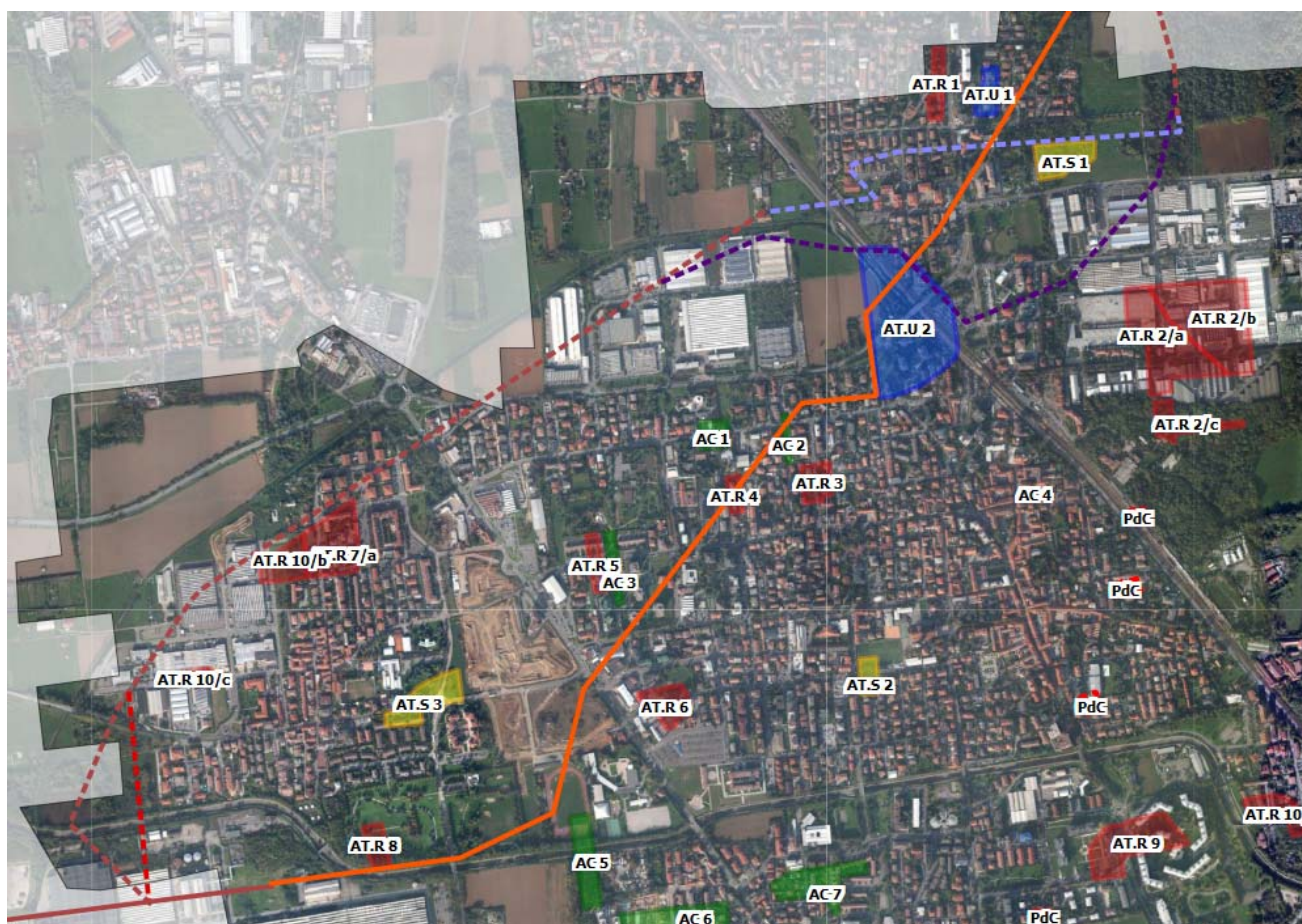 AT.R 1
AT.U 1
AT.S 1
AT.U 2
AT.R 2/b
AT.R 2/a
AT.R 2/c
AC 1
AC 2
AT.R 3
AT.R 4
AC 4
PdC
AT.R 10/b
AT.R 7/a
AT.R 5
AC 3
PdC
AT.R 10/c
AT.S 2
AT.S 3
AT.R 6
PdC
AT.R 10
AT.R 8
AT.R 9
AC 5
AC 7
AC 6
PdC